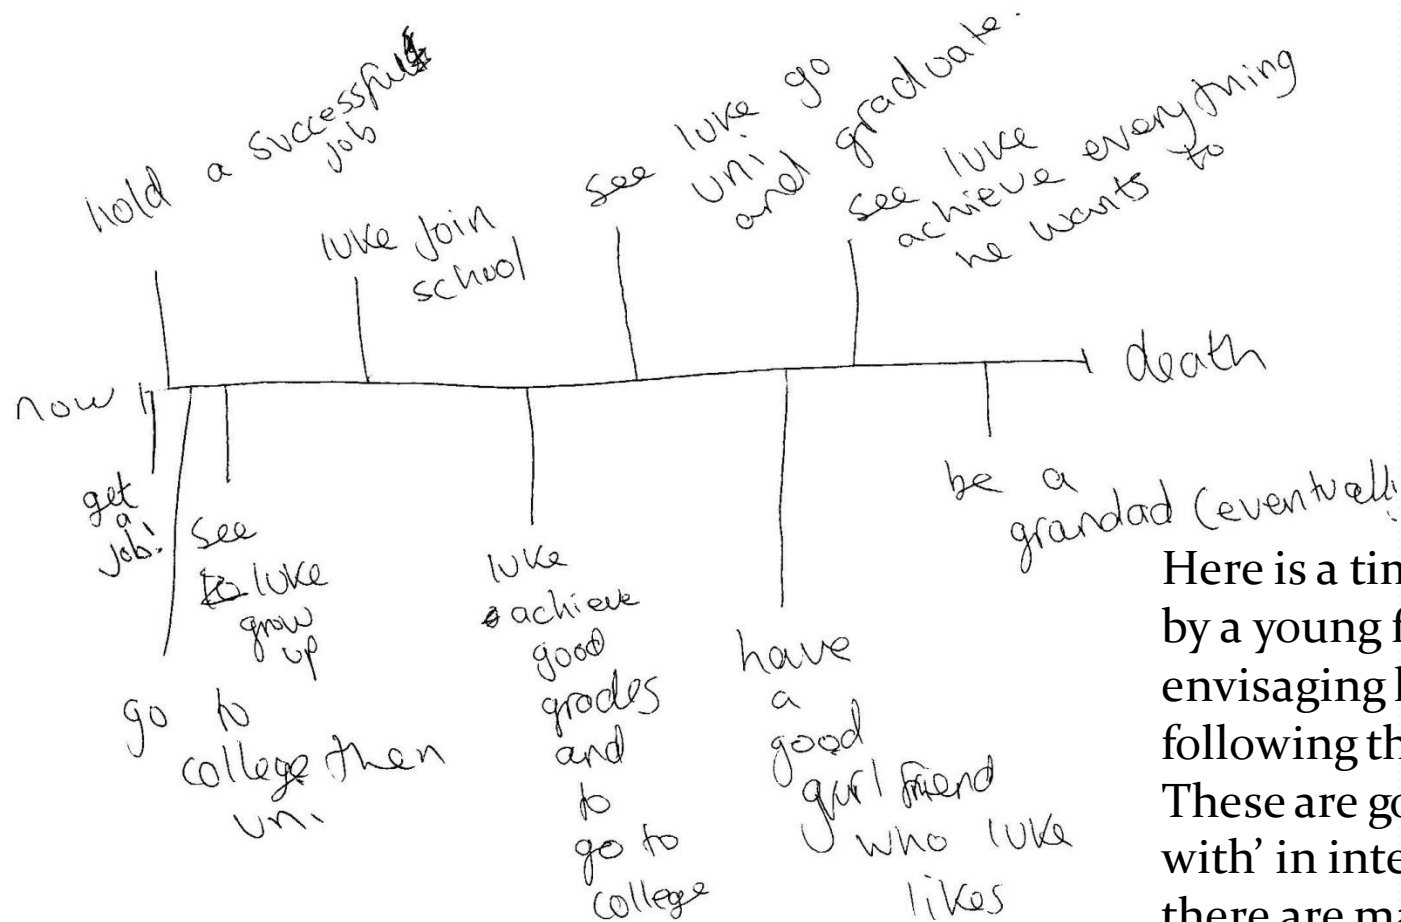 hold a successful
job
luke join
school
see luke go
uni
and graduate.
see luke
achieve everything
he wants to
now
death
get
a
job!
see
luke
grow
up
go to
college then
uni
luke
achieve
good
grades
and
to
go to
college
have
a
good
gurl friend
who luke
likes
be a
grandad (eventually
Here is a tim
by a young f
envisaging
following th
These are go
with’ in inte
there are ma